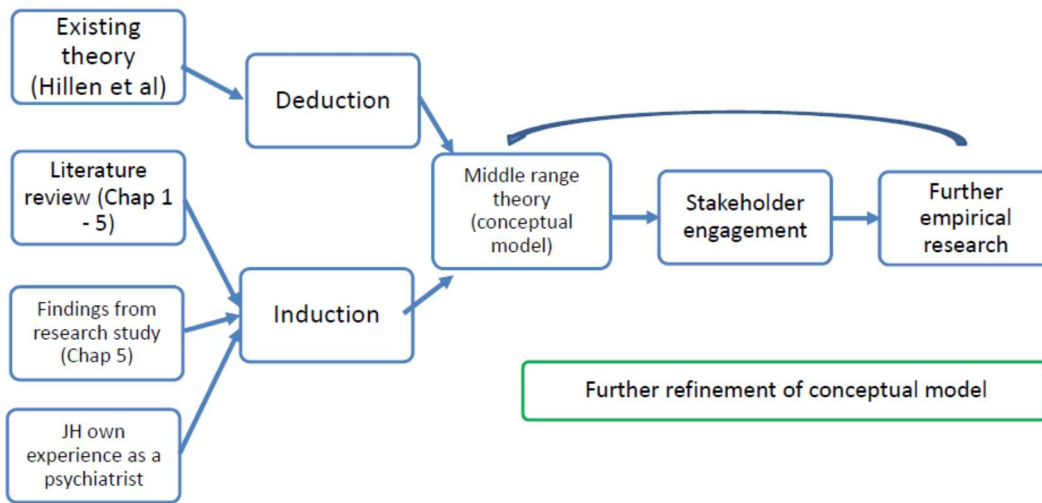 Existing
theory
(Hillen et al)
Deduction
Literature
review (Chap 1
- 5)
Middle range
theory
(conceptual
model)
Stakeholder
engagement
Further
empirical
research
Findings from
research study
(Chap 5)
Induction
JH own
experience as a
psychiatrist
Further refinement of conceptual model